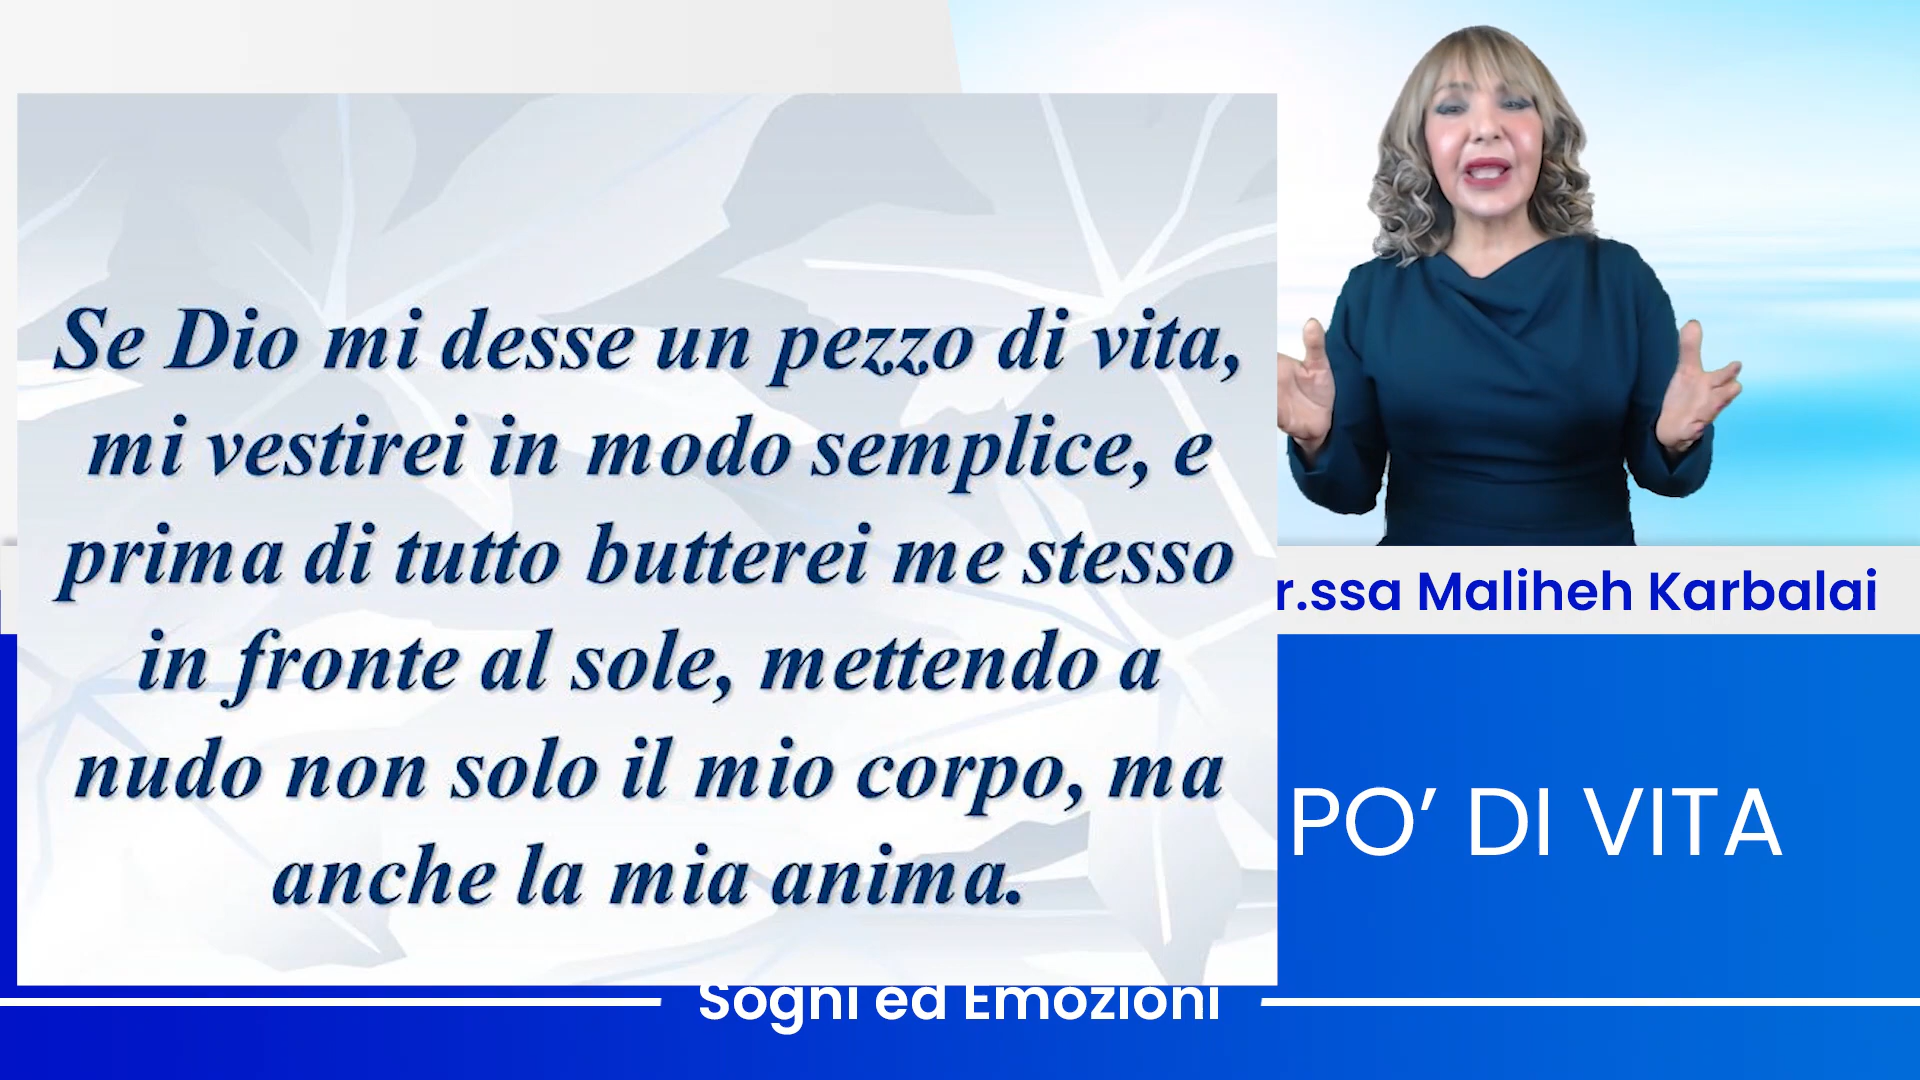 Se Dio mi desse un pezzo di vita,
mi vestirei in modo semplice, e
prima di tutto butterei me stesso
in fronte al sole, mettendo a
nudo non solo il mio corpo, ma
anche la mia anima.
r.ssa Maliheh Karbalai
PO’ DI VITA
Sogni ed Emozioni